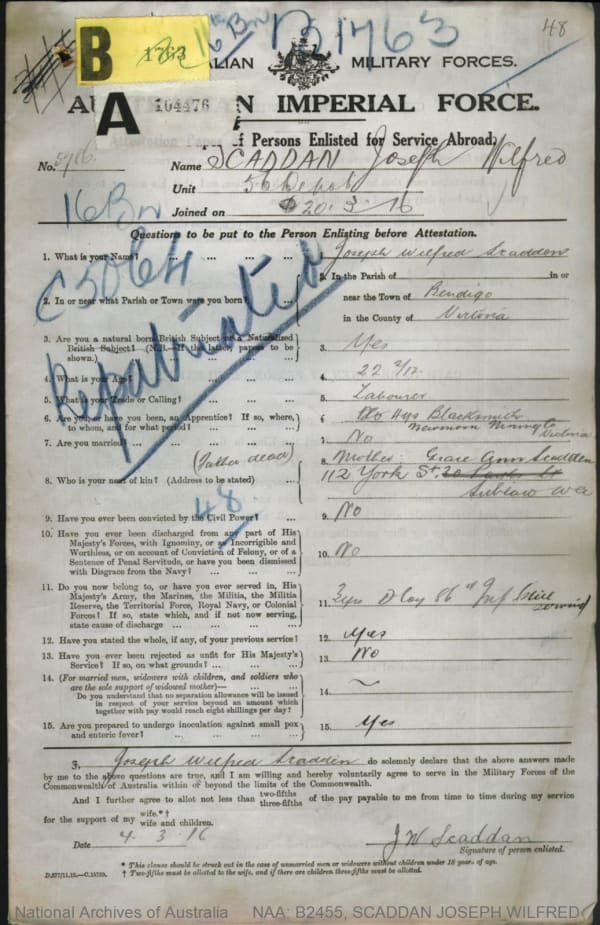 16 Bn B1763 48
B 1763
ALIAN MILITARY FORCES.
A 104476
AU N IMPERIAL FORCE.
of Persons Enlisted for Service Abroad.
No. Name SCADDAN Joseph Wilfred
Unit 56 Depot
16 Bn
Joined on 20.3.16
Questions to be put to the Person Enlisting before Attestation.
C5064
Repatriated
1. What is your Name? ... ... ... Joseph Wilfred Scaddan
2. In or near what Parish or Town were you born? 2. In the Parish of in or
near the Town of Bendigo
in the County of Victoria
3. Are you a natural born British Subject or a Naturalized
British Subject? (N.B.—If the latter, papers to be
shown.) 3. Yes
4. What is your Age? 4. 22
5. What is your Trade or Calling? 5. Labourer
6. Are you or have you been, an Apprentice? If so, where,
to whom, and for what period? 6 Blacksmith
Victoria
7. Are you married? ... 7 No
(Father dead)
8. Who is your next of kin? (Address to be stated) ... 8. Mother Grace Ann Scaddan
112 York St
Subiaco WA
48
9. Have you ever been convicted by the Civil Power? ... 9. No
10. Have you ever been discharged from any part of His
Majesty's Forces, with Ignominy, or as Incorrigible and
Worthless, or on account of Conviction of Felony, or of a
Sentence of Penal Servitude, or have you been dismissed
with Disgrace from the Navy? ... ... ... 10. No
11. Do you now belong to, or have you ever served in, His
Majesty's Army, the Marines, the Militia, the Militia
Reserve, the Territorial Force, Royal Navy, or Colonial
Forces? If so, state which, and if not now serving,
state cause of discharge ... ... ... 11. D Coy 86th Inf
12. Have you stated the whole, if any, of your previous service? 12. Yes
13. Have you ever been rejected as unfit for His Majesty's
Service? If so, on what grounds? ... ... ... 13. No
14. (For married men, widowers with children, and soldiers who
are the sole support of widowed mother)—
Do you understand that no separation allowance will be issued
in respect of your service beyond an amount which
together with pay would reach eight shillings per day? 14.
15. Are you prepared to undergo inoculation against small pox
and enteric fever? ... ... ... 15. Yes
3, Joseph Wilfred Scaddan do solemnly declare that the above answers made
by me to the above questions are true, and I am willing and hereby voluntarily agree to serve in the Military Forces of the
Commonwealth of Australia within or beyond the limits of the Commonwealth.
And I further agree to allot not less than two-fifths three-fifths of the pay payable to me from time to time during my service
for the support of my wife.*†
wife and children.
Date 4.3.16 J W Scaddan
Signature of person enlisted.
* This clause should be struck out in the case of unmarried men or widowers without children under 18 years of age.
† Two-fifths must be allotted to the wife, and if there are children three-fifths must be allotted.
National Archives of Australia NAA: B2455, SCADDAN JOSEPH WILFRED